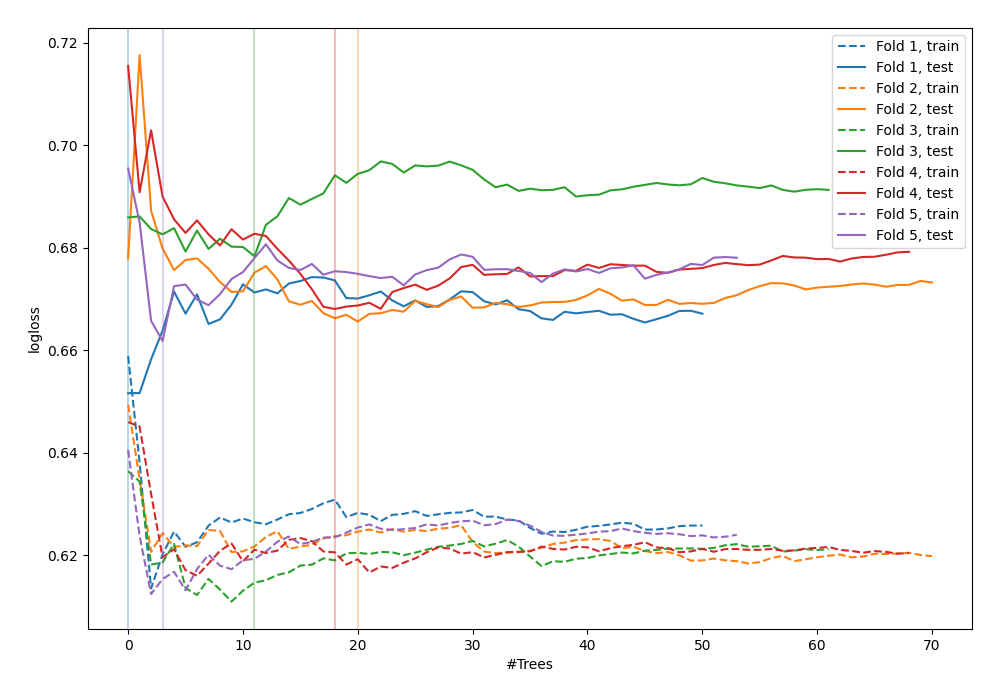 0.72
0.70
0.68
0.66
0.64
0.62
logloss
0 10 20 30 40 50 60 70
#Trees
Fold 1, train
Fold 1, test
Fold 2, train
Fold 2, test
Fold 3, train
Fold 3, test
Fold 4, train
Fold 4, test
Fold 5, train
Fold 5, test